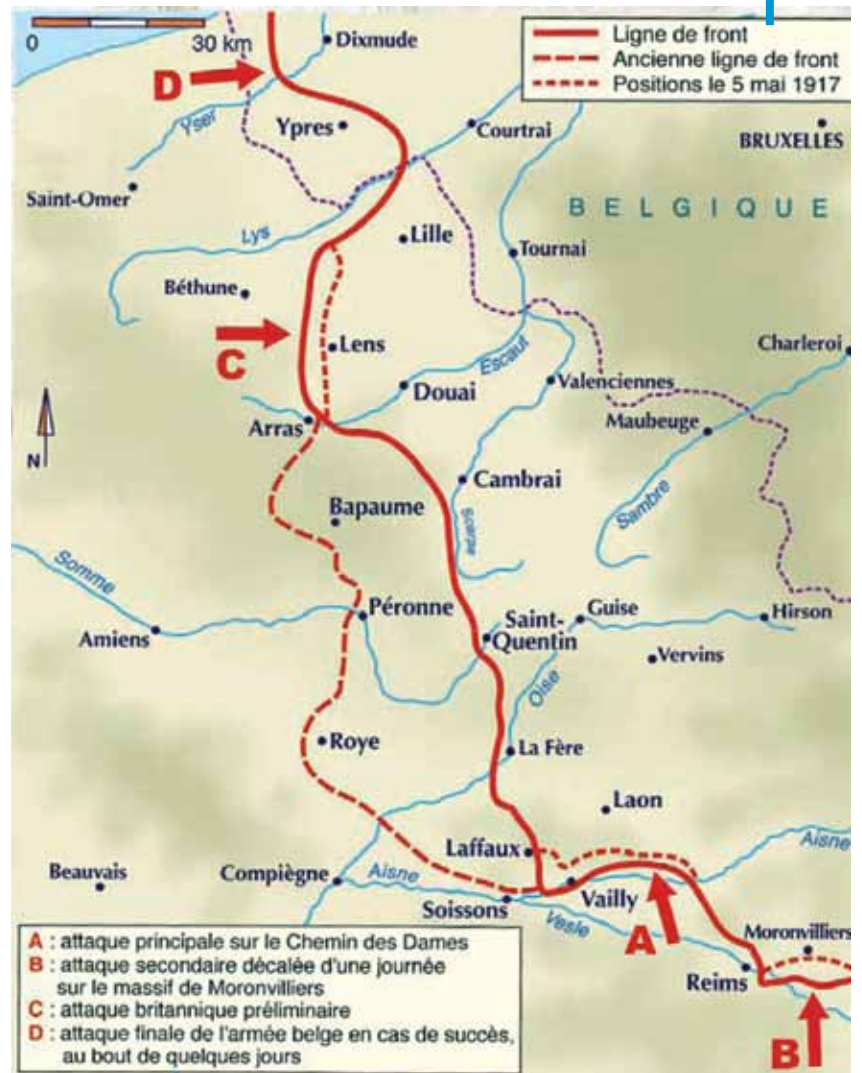 0 30 km
Ligne de front
Ancienne ligne de front
Positions le 5 mai 1917
Dixmude
D
Yser
Ypres
Courtrai
BRUXELLES
Saint-Omer
BELGIQUE
Lys
Lille
Tournai
Béthune
C
Lens
Escaut
Charleroi
Douai
Valenciennes
Arras
Maubeuge
N
Cambrai
Sambre
Bapaume
Scarpe
Somme
Péronne
Guise
Hirson
Amiens
Saint-
Quentin
Vervins
Oise
Roye
La Fère
Laon
Laffaux
Aisne
Beauvais
Compiègne
Aisne
Vailly
Soissons
Vesle
A
Moronvilliers
Reims
B
A : attaque principale sur le Chemin des Dames
B : attaque secondaire décalée d'une journée
sur le massif de Moronvilliers
C : attaque britannique préliminaire
D : attaque finale de l'armée belge en cas de succès,
au bout de quelques jours